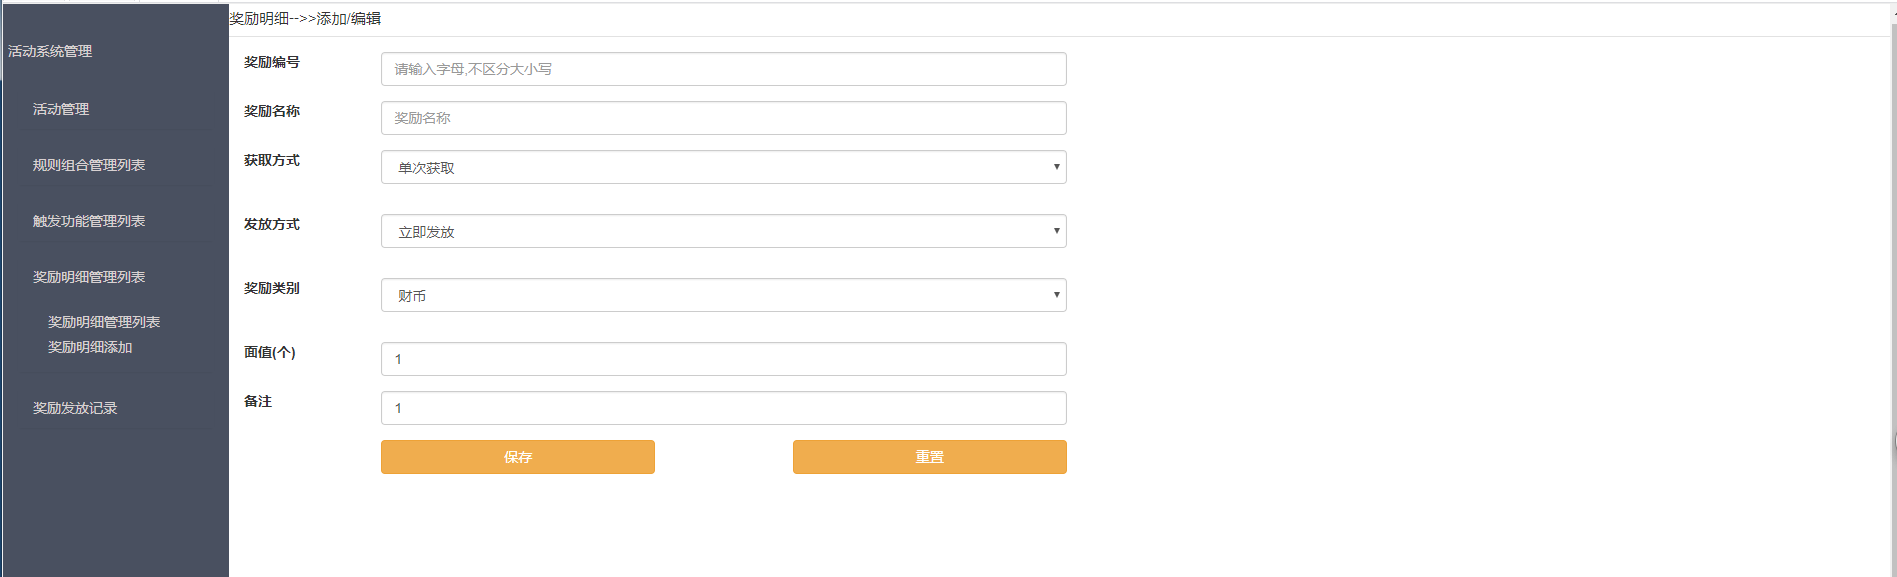 奖励明细-->>添加/编辑
活动系统管理
活动管理
规则组合管理列表
触发功能管理列表
奖励明细管理列表
奖励明细管理列表
奖励明细添加
奖励发放记录
奖励编号
请输入字母,不区分大小写
奖励名称
奖励名称
获取方式
单次获取
发放方式
立即发放
奖励类别
财币
面值(个)
1
备注
1
保存
重置